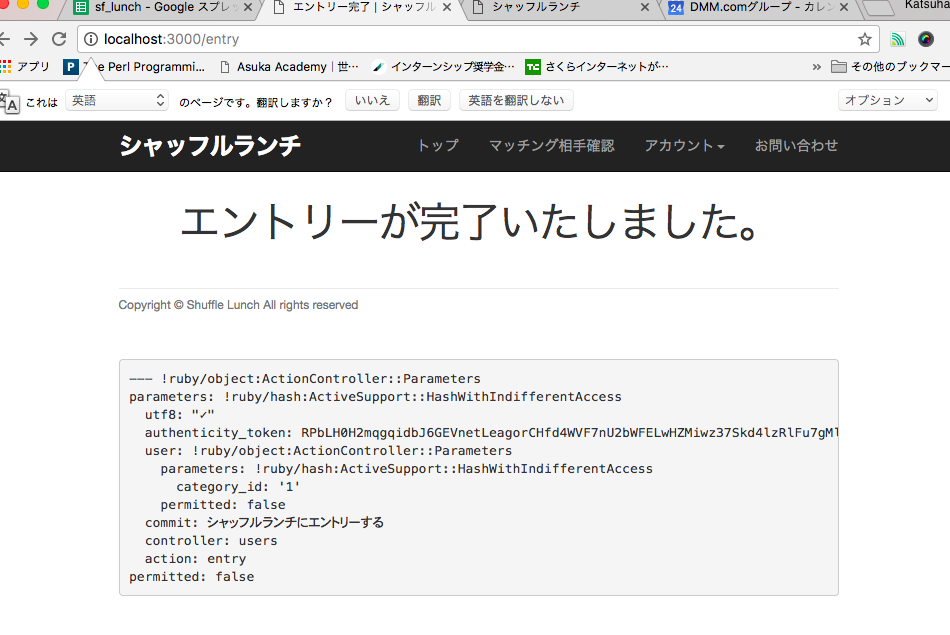 sf_lunch - Google スプレッ
エントリー完了 | シャッフル
シャッフルランチ
24 DMM.comグループ - カレン
Katsuha
localhost:3000/entry
アプリ
P
Perl Programmi…
Asuka Academy | 世…
インターンシップ奨学金…
TC さくらインターネットが…
»
その他のブックマー
A
これは
英語
のページです。翻訳しますか？
いいえ
翻訳
英語を翻訳しない
オプション
シャッフルランチ
トップ
マッチング相手確認
アカウント
お問い合わせ
エントリーが完了いたしました。
Copyright © Shuffle Lunch All rights reserved
--- !ruby/object:ActionController::Parameters
parameters: !ruby/hash:ActiveSupport::HashWithIndifferentAccess
utf8: "✓"
authenticity_token: RPbLH0H2mqgqidbJ6GEVnetLeagorCHfd4WVF7nU2bWFELwHZMiwz37Skd4lzRlFu7gMl
user: !ruby/object:ActionController::Parameters
parameters: !ruby/hash:ActiveSupport::HashWithIndifferentAccess
category_id: '1'
permitted: false
commit: シャッフルランチにエントリーする
controller: users
action: entry
permitted: false